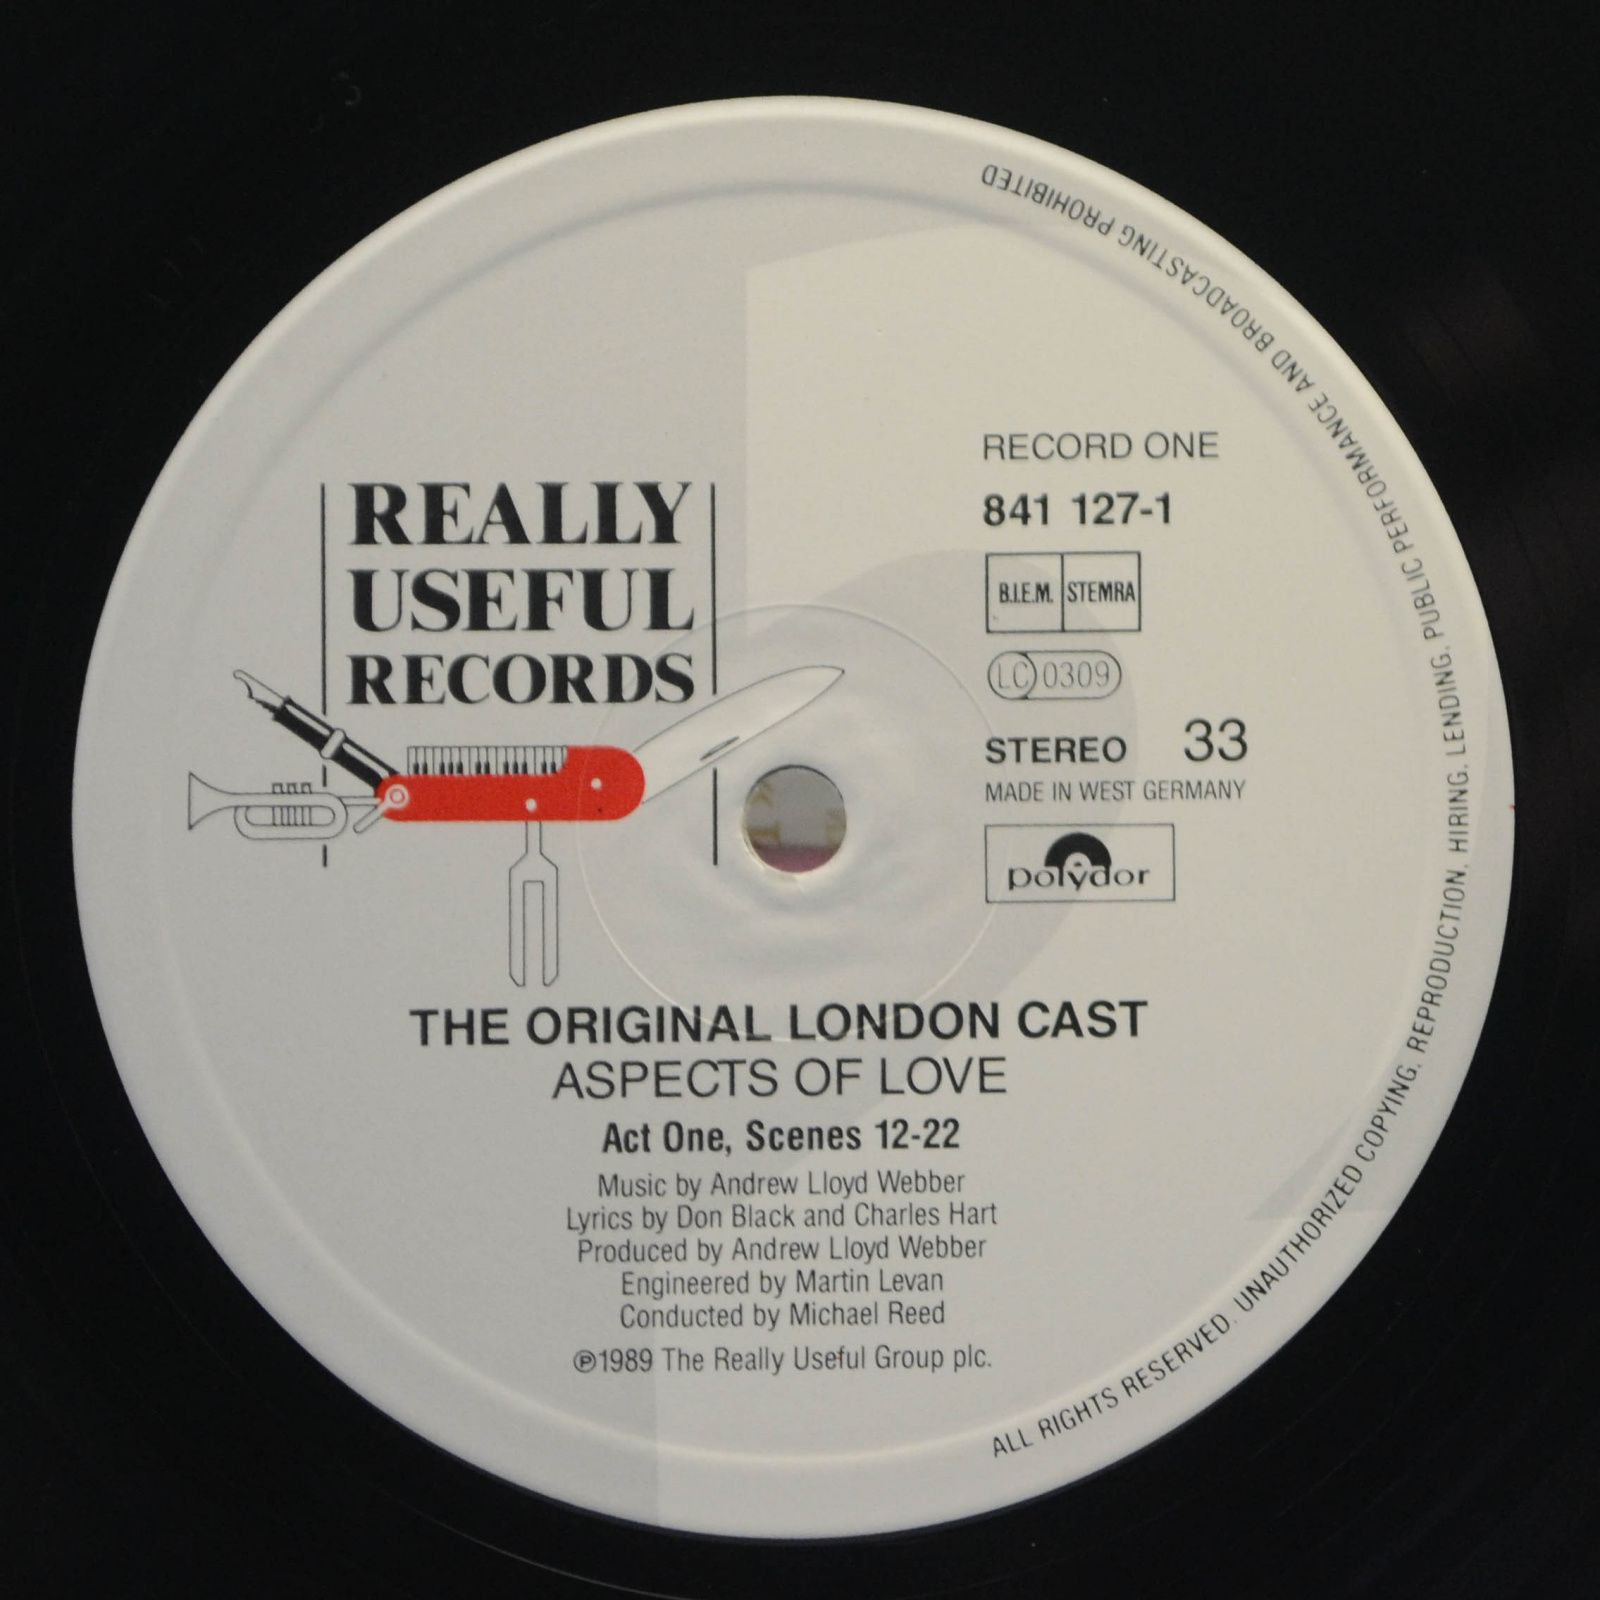 REALLY
USEFUL
RECORDS
RECORD ONE
841 127-1
B.I.E.M. STEMRA
LC 0309
STEREO 33
MADE IN WEST GERMANY
polydor
THE ORIGINAL LONDON CAST
ASPECTS OF LOVE
Act One, Scenes 12-22
Music by Andrew Lloyd Webber
Lyrics by Don Black and Charles Hart
Produced by Andrew Lloyd Webber
Engineered by Martin Levan
Conducted by Michael Reed
℗1989 The Really Useful Group plc.
ALL RIGHTS RESERVED. UNAUTHORIZED COPYING, REPRODUCTION, HIRING, LENDING, PUBLIC PERFORMANCE AND BROADCASTING PROHIBITED